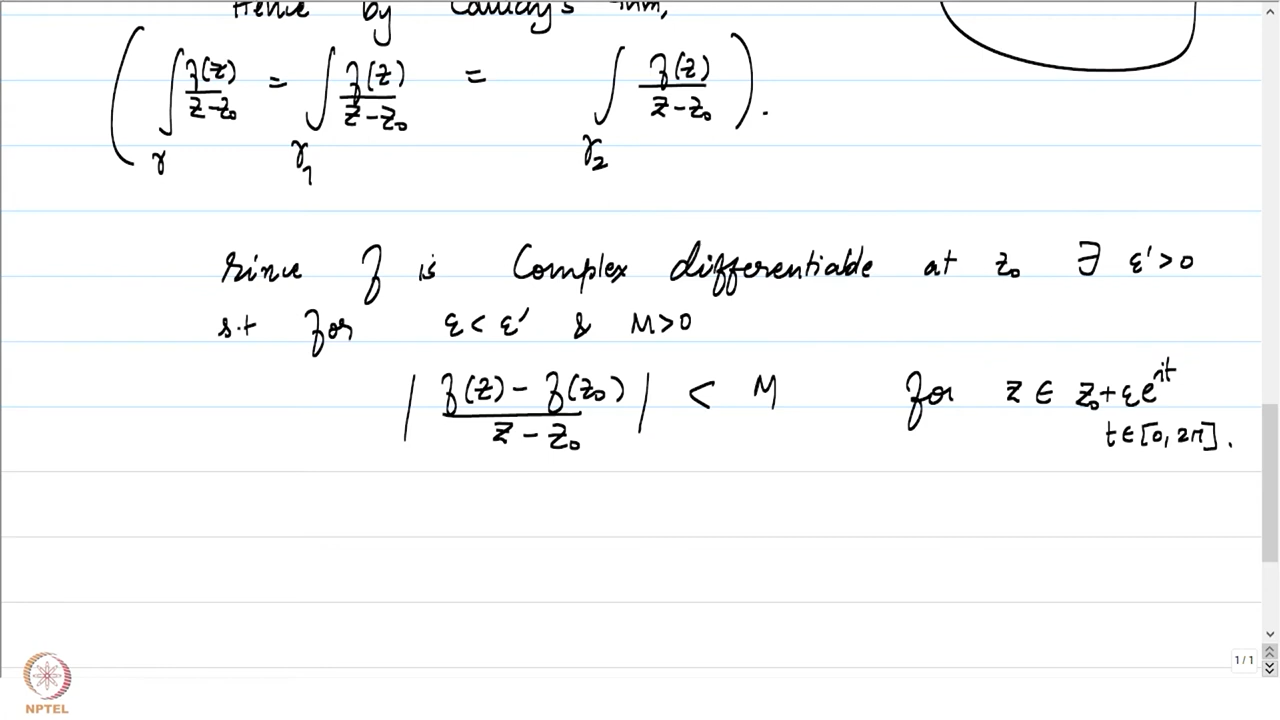 Hence by Cauchy's Thm,
( ∫_γ f(z)/(z-z₀) = ∫_γ₁ f(z)/(z-z₀) = ∫_γ₂ f(z)/(z-z₀) ).
since f is Complex differentiable at z₀ ∃ ε'>0
s.t for ε < ε' & M>0
| (f(z) - f(z₀))/(z - z₀) | < M for z ∈ z₀+εe^{it}
t∈[0, 2π].
1 / 1
NPTEL